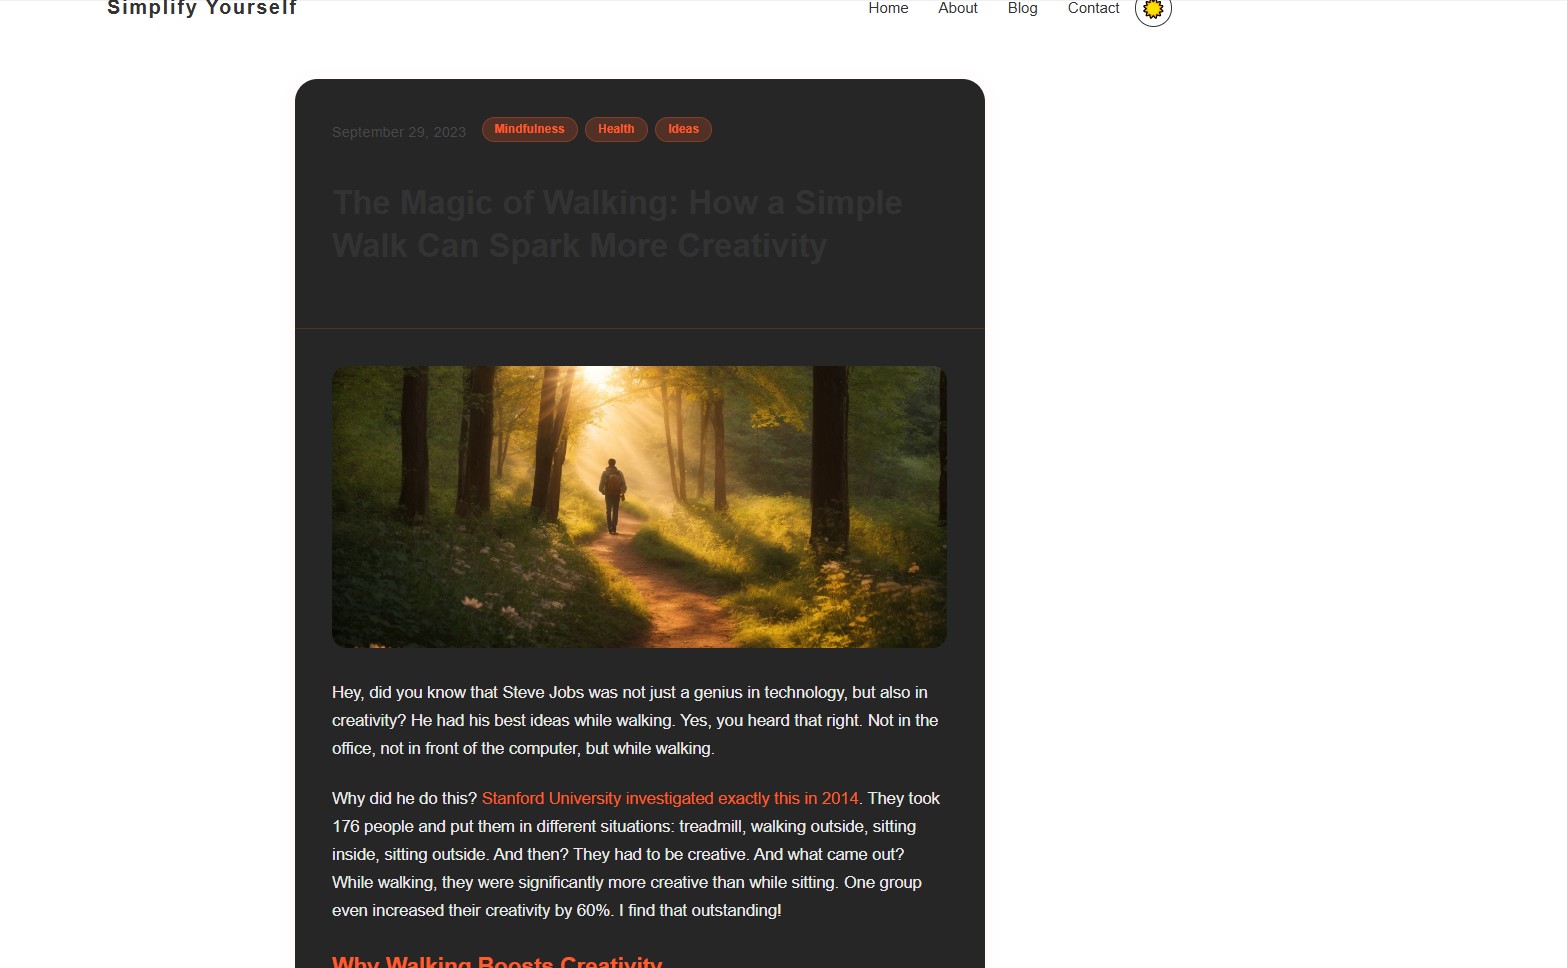 Simplify Yourself
Home About Blog Contact
September 29, 2023 Mindfulness Health Ideas
The Magic of Walking: How a Simple
Walk Can Spark More Creativity
Hey, did you know that Steve Jobs was not just a genius in technology, but also in
creativity? He had his best ideas while walking. Yes, you heard that right. Not in the
office, not in front of the computer, but while walking.
Why did he do this? Stanford University investigated exactly this in 2014. They took
176 people and put them in different situations: treadmill, walking outside, sitting
inside, sitting outside. And then? They had to be creative. And what came out?
While walking, they were significantly more creative than while sitting. One group
even increased their creativity by 60%. I find that outstanding!
Why Walking Boosts Creativity